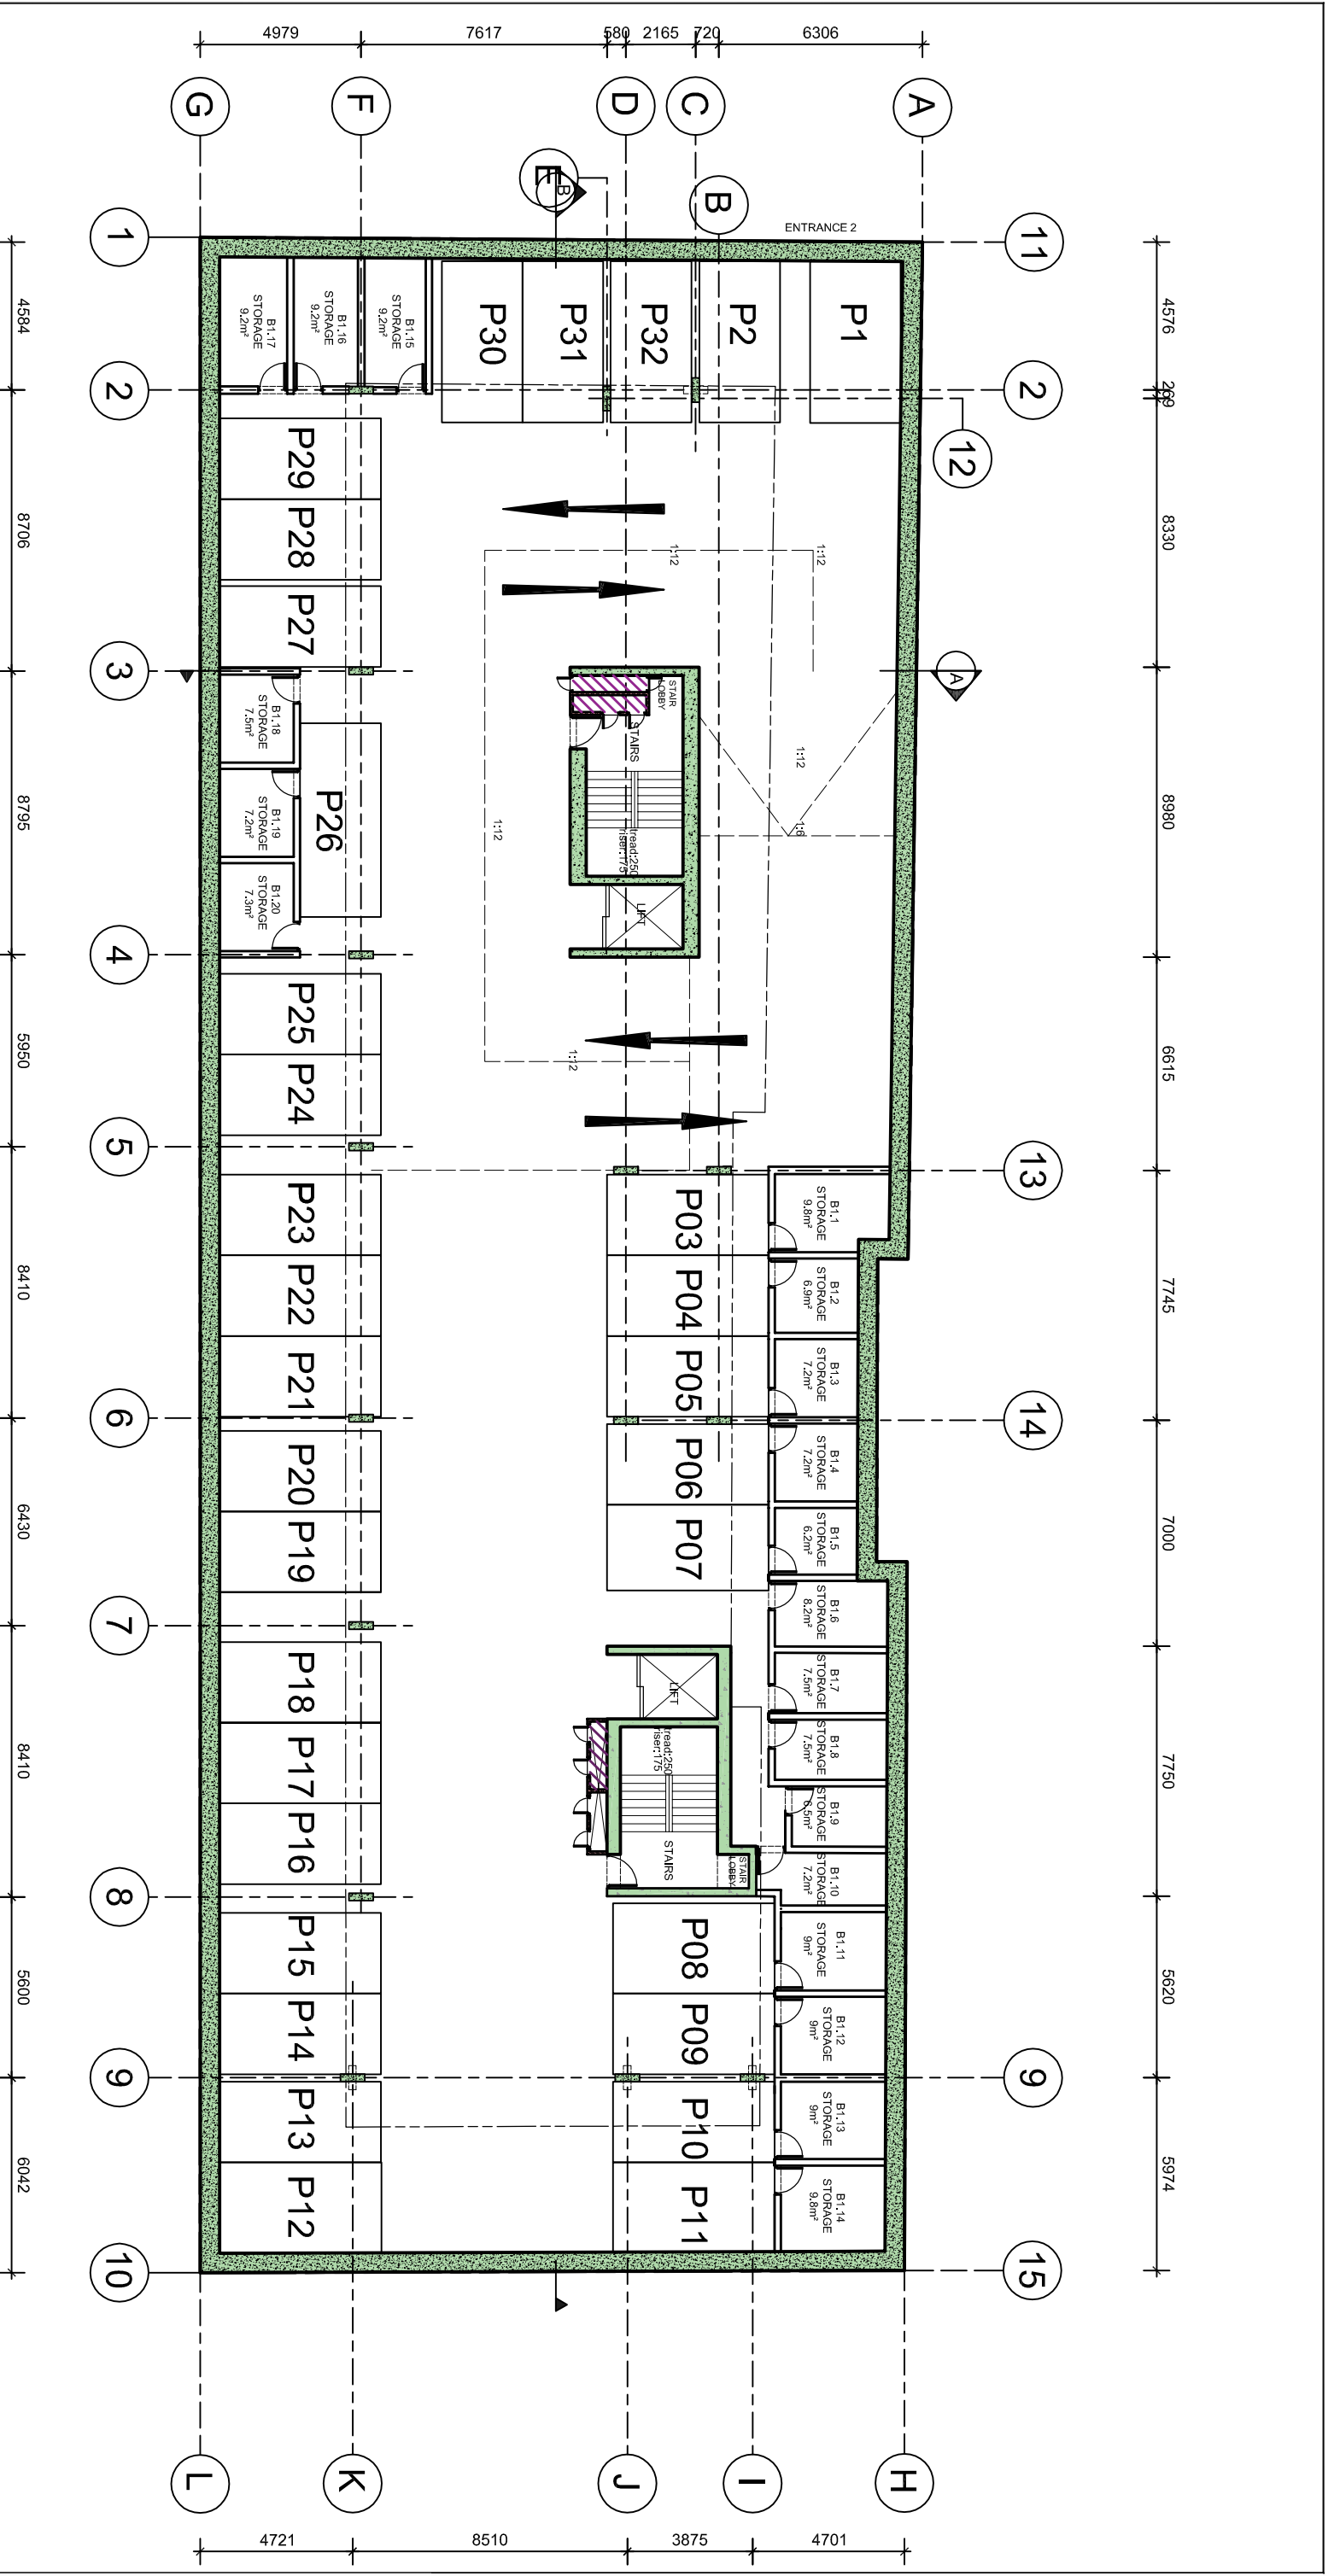 4979
7617
580
2165
720
6306
G
F
D
C
A
E
B
B
ENTRANCE 2
1
11
4584
4576
B1.17
STORAGE
9.2m²
B1.16
STORAGE
9.2m²
B1.15
STORAGE
9.2m²
P30
P31
P32
P2
P1
2
2
269
12
P29
P28
P27
8706
8330
1:12
1:12
3
A
B1.18
STORAGE
7.5m²
B1.19
STORAGE
7.2m²
B1.20
STORAGE
7.3m²
P26
8795
8980
STAIR
LOBBY
STAIRS
tread:250
riser:175
LIFT
1:12
1:12
1:6
4
P25
P24
5950
6615
1:12
5
13
P23
P22
P21
8410
7745
P03
P04
P05
B1.1
STORAGE
9.8m²
B1.2
STORAGE
6.9m²
B1.3
STORAGE
7.2m²
6
14
P20
P19
6430
7000
P06
P07
B1.4
STORAGE
7.2m²
B1.5
STORAGE
6.2m²
B1.6
STORAGE
8.2m²
7
P18
P17
P16
8410
7750
LIFT
tread:250
riser:175
STAIRS
STAIR
LOBBY
B1.7
STORAGE
7.5m²
B1.8
STORAGE
7.5m²
B1.9
STORAGE
6.5m²
B1.10
STORAGE
7.2m²
8
P15
P14
5600
5620
P08
P09
B1.11
STORAGE
9m²
B1.12
STORAGE
9m²
9
9
P13
P12
6042
5974
P10
P11
B1.13
STORAGE
9m²
B1.14
STORAGE
9.8m²
10
15
L
K
J
I
H
4721
8510
3875
4701